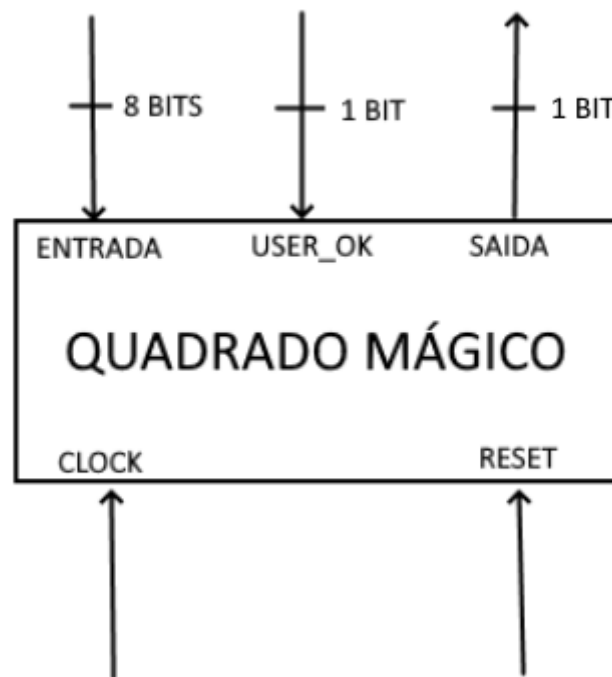 8 BITS
1 BIT
1 BIT
ENTRADA
USER_OK
SAIDA
QUADRADO MÁGICO
CLOCK
RESET